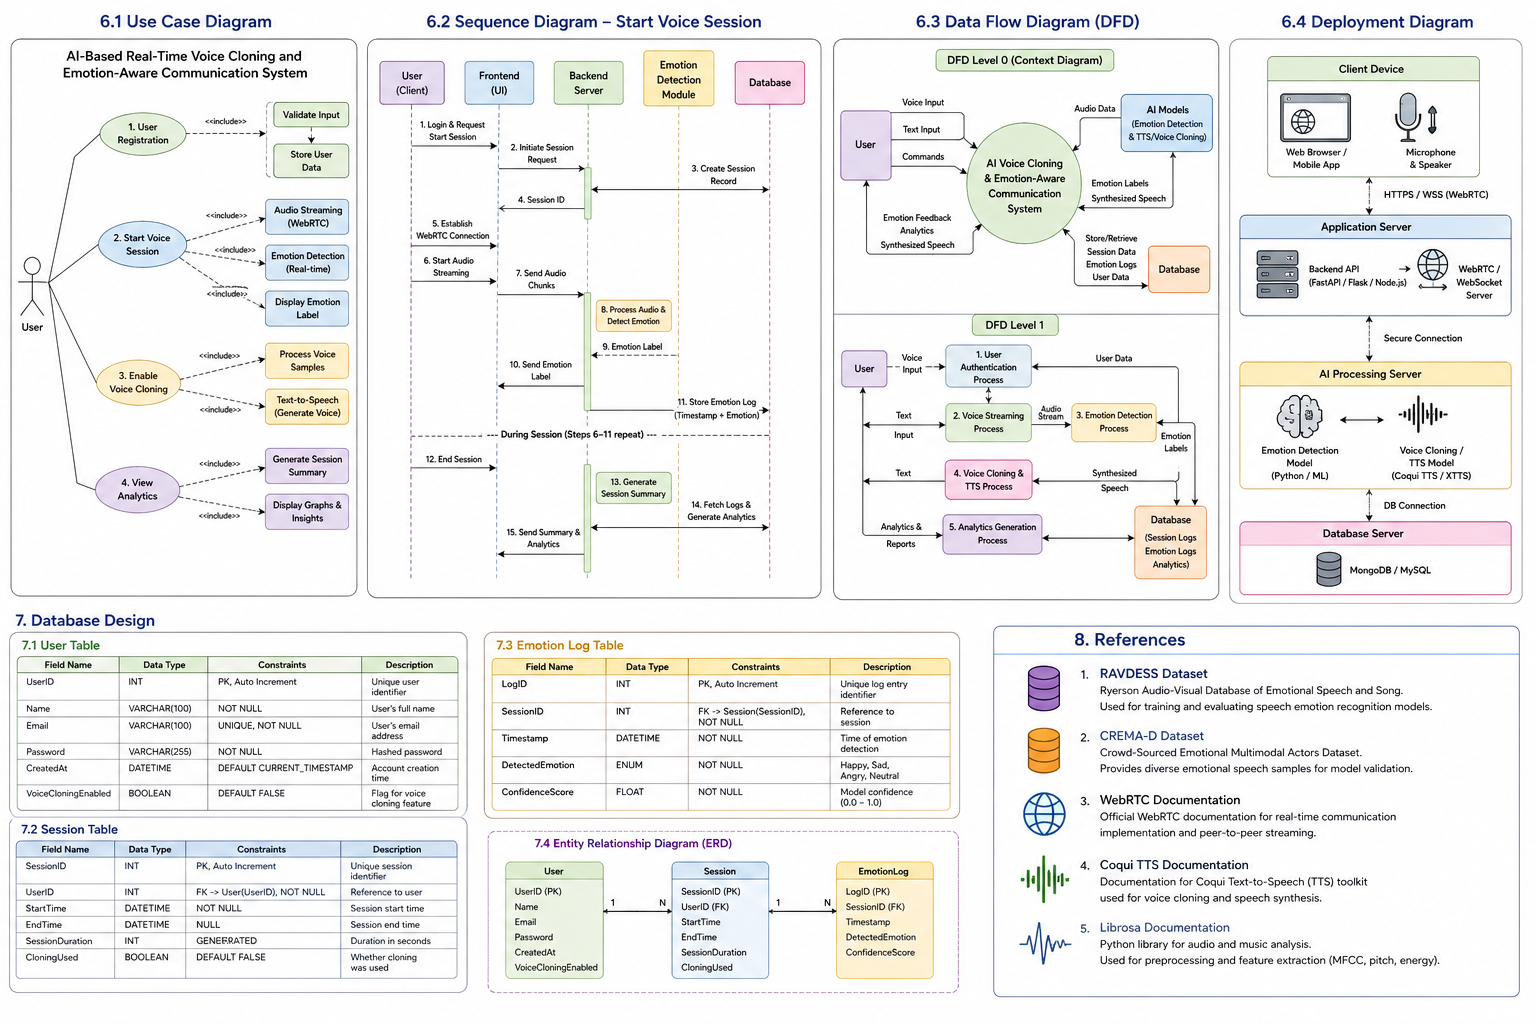 6.1 Use Case Diagram
AI-Based Real-Time Voice Cloning and
Emotion-Aware Communication System
User
1. User
Registration
<<include>>
Validate Input
Store User
Data
2. Start Voice
Session
<<include>>
Audio Streaming
(WebRTC)
<<include>>
Emotion Detection
(Real-time)
<<include>>
Display Emotion
Label
3. Enable
Voice Cloning
<<include>>
Process Voice
Samples
<<include>>
Text-to-Speech
(Generate Voice)
4. View
Analytics
<<include>>
Generate Session
Summary
<<include>>
Display Graphs &
Insights
6.2 Sequence Diagram – Start Voice Session
User
(Client)
Frontend
(UI)
Backend
Server
Emotion
Detection
Module
Database
1. Login & Request
Start Session
2. Initiate Session
Request
3. Create Session
Record
4. Session ID
5. Establish
WebRTC Connection
6. Start Audio
Streaming
7. Send Audio
Chunks
8. Process Audio &
Detect Emotion
9. Emotion Label
10. Send Emotion
Label
11. Store Emotion Log
(Timestamp + Emotion)
During Session (Steps 6–11 repeat)
12. End Session
13. Generate
Session Summary
14. Fetch Logs &
Generate Analytics
15. Send Summary &
Analytics
6.3 Data Flow Diagram (DFD)
DFD Level 0 (Context Diagram)
User
Voice Input
Text Input
Commands
AI Voice Cloning
& Emotion-Aware
Communication
System
Audio Data
AI Models
(Emotion Detection
& TTS/Voice Cloning)
Emotion Labels
Synthesized Speech
Emotion Feedback
Analytics
Synthesized Speech
Store/Retrieve
Session Data
Emotion Logs
User Data
Database
DFD Level 1
User
Voice
Input
1. User
Authentication
Process
User Data
Text
Input
2. Voice Streaming
Process
Audio
Stream
3. Emotion Detection
Process
Emotion
Labels
Text
4. Voice Cloning &
TTS Process
Synthesized
Speech
Analytics &
Reports
5. Analytics Generation
Process
Database
(Session Logs
Emotion Logs
Analytics)
6.4 Deployment Diagram
Client Device
Web Browser /
Mobile App
Microphone
& Speaker
HTTPS / WSS (WebRTC)
Application Server
Backend API
(FastAPI / Flask / Node.js)
WebRTC /
WebSocket
Server
Secure Connection
AI Processing Server
Emotion Detection
Model
(Python / ML)
Voice Cloning /
TTS Model
(Coqui TTS / XTTS)
DB Connection
Database Server
MongoDB / MySQL
7. Database Design
7.1 User Table
Field Name Data Type Constraints Description
UserID INT PK, Auto Increment Unique user
identifier
Name VARCHAR(100) NOT NULL User's full name
Email VARCHAR(100) UNIQUE, NOT NULL User's email
address
Password VARCHAR(255) NOT NULL Hashed password
CreatedAt DATETIME DEFAULT CURRENT_TIMESTAMP Account creation
time
VoiceCloningEnabled BOOLEAN DEFAULT FALSE Flag for voice
cloning feature
7.2 Session Table
Field Name Data Type Constraints Description
SessionID INT PK, Auto Increment Unique session
identifier
UserID INT FK -> User(UserID), NOT NULL Reference to user
StartTime DATETIME NOT NULL Session start time
EndTime DATETIME NULL Session end time
SessionDuration INT GENERATED Duration in seconds
CloningUsed BOOLEAN DEFAULT FALSE Whether cloning
was used
7.3 Emotion Log Table
Field Name Data Type Constraints Description
LogID INT PK, Auto Increment Unique log entry
identifier
SessionID INT FK -> Session(SessionID), Reference to
NOT NULL session
Timestamp DATETIME NOT NULL Time of emotion
detection
DetectedEmotion ENUM NOT NULL Happy, Sad,
Angry, Neutral
ConfidenceScore FLOAT NOT NULL Model confidence
(0.0 – 1.0)
7.4 Entity Relationship Diagram (ERD)
User
UserID (PK)
Name
Email
Password
CreatedAt
VoiceCloningEnabled
1 N
Session
SessionID (PK)
UserID (FK)
StartTime
EndTime
SessionDuration
CloningUsed
1 N
EmotionLog
LogID (PK)
SessionID (FK)
Timestamp
DetectedEmotion
ConfidenceScore
8. References
1. RAVDESS Dataset
Ryerson Audio-Visual Database of Emotional Speech and Song.
Used for training and evaluating speech emotion recognition models.
2. CREMA-D Dataset
Crowd-Sourced Emotional Multimodal Actors Dataset.
Provides diverse emotional speech samples for model validation.
3. WebRTC Documentation
Official WebRTC documentation for real-time communication
implementation and peer-to-peer streaming.
4. Coqui TTS Documentation
Documentation for Coqui Text-to-Speech (TTS) toolkit
used for voice cloning and speech synthesis.
5. Librosa Documentation
Python library for audio and music analysis.
Used for preprocessing and feature extraction (MFCC, pitch, energy).